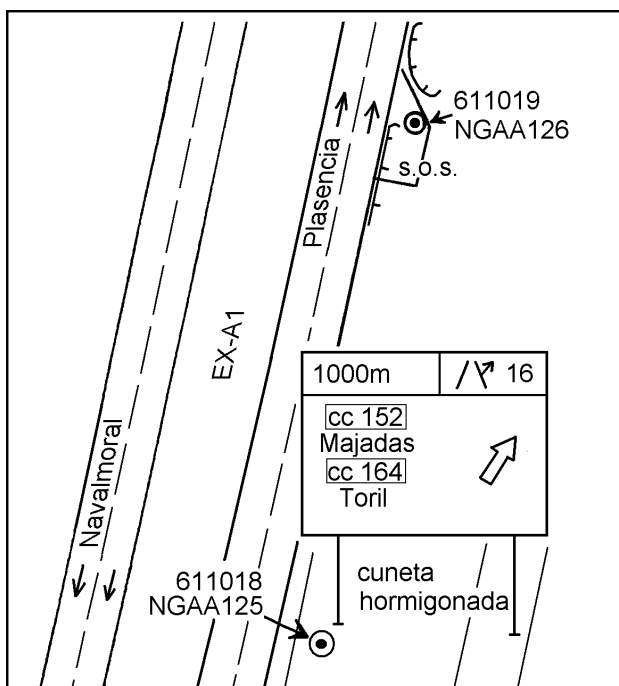 611019
NGAA126
s.o.s.
Plasencia
EX-A1
1000m
16
cc 152
Majadas
cc 164
Toril
Navalmoral
611018
NGAA125
cuneta
hormigonada